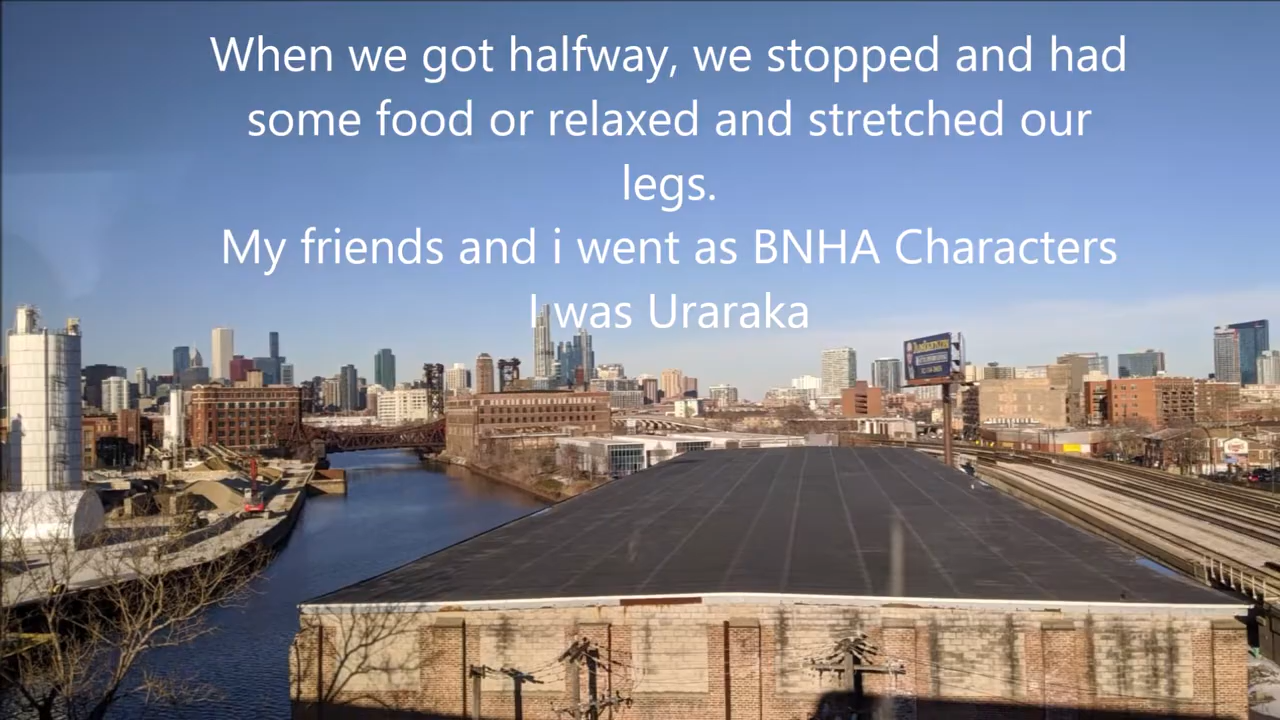 When we got halfway, we stopped and had
some food or relaxed and stretched our
legs.
My friends and i went as BNHA Characters
I was Uraraka